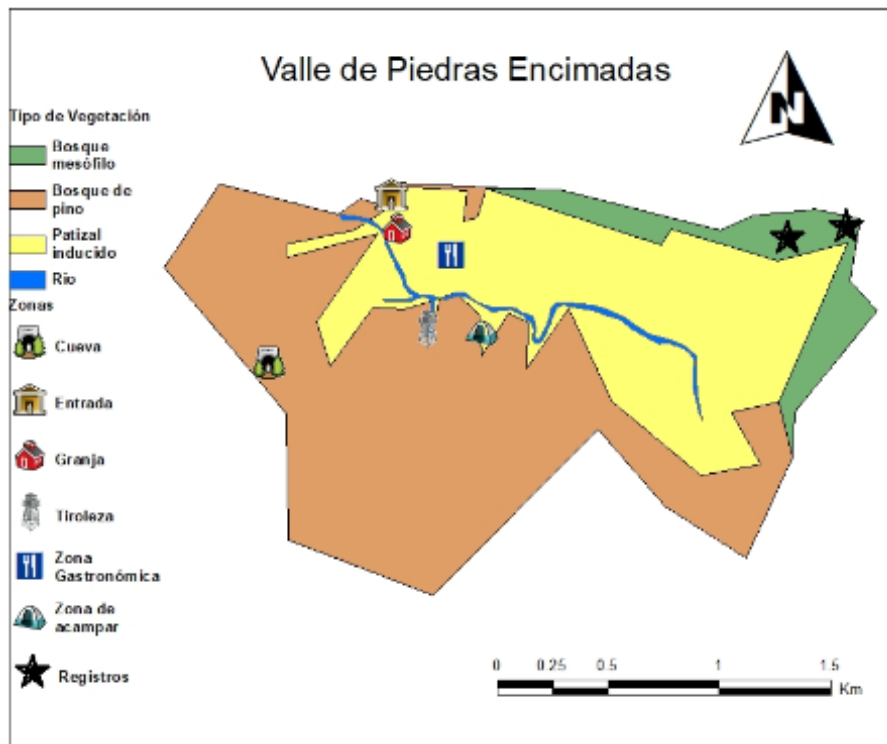 Valle de Piedras Encimadas
N
Tipo de Vegetación
Bosque
mesófilo
Bosque de
pino
Patizal
inducido
Rio
Zonas
Cueva
Entrada
Granja
Tiroleza
Zona
Gastronómica
Zona de
acampar
Registros
0 0.25 0.5 1 1.5
Km